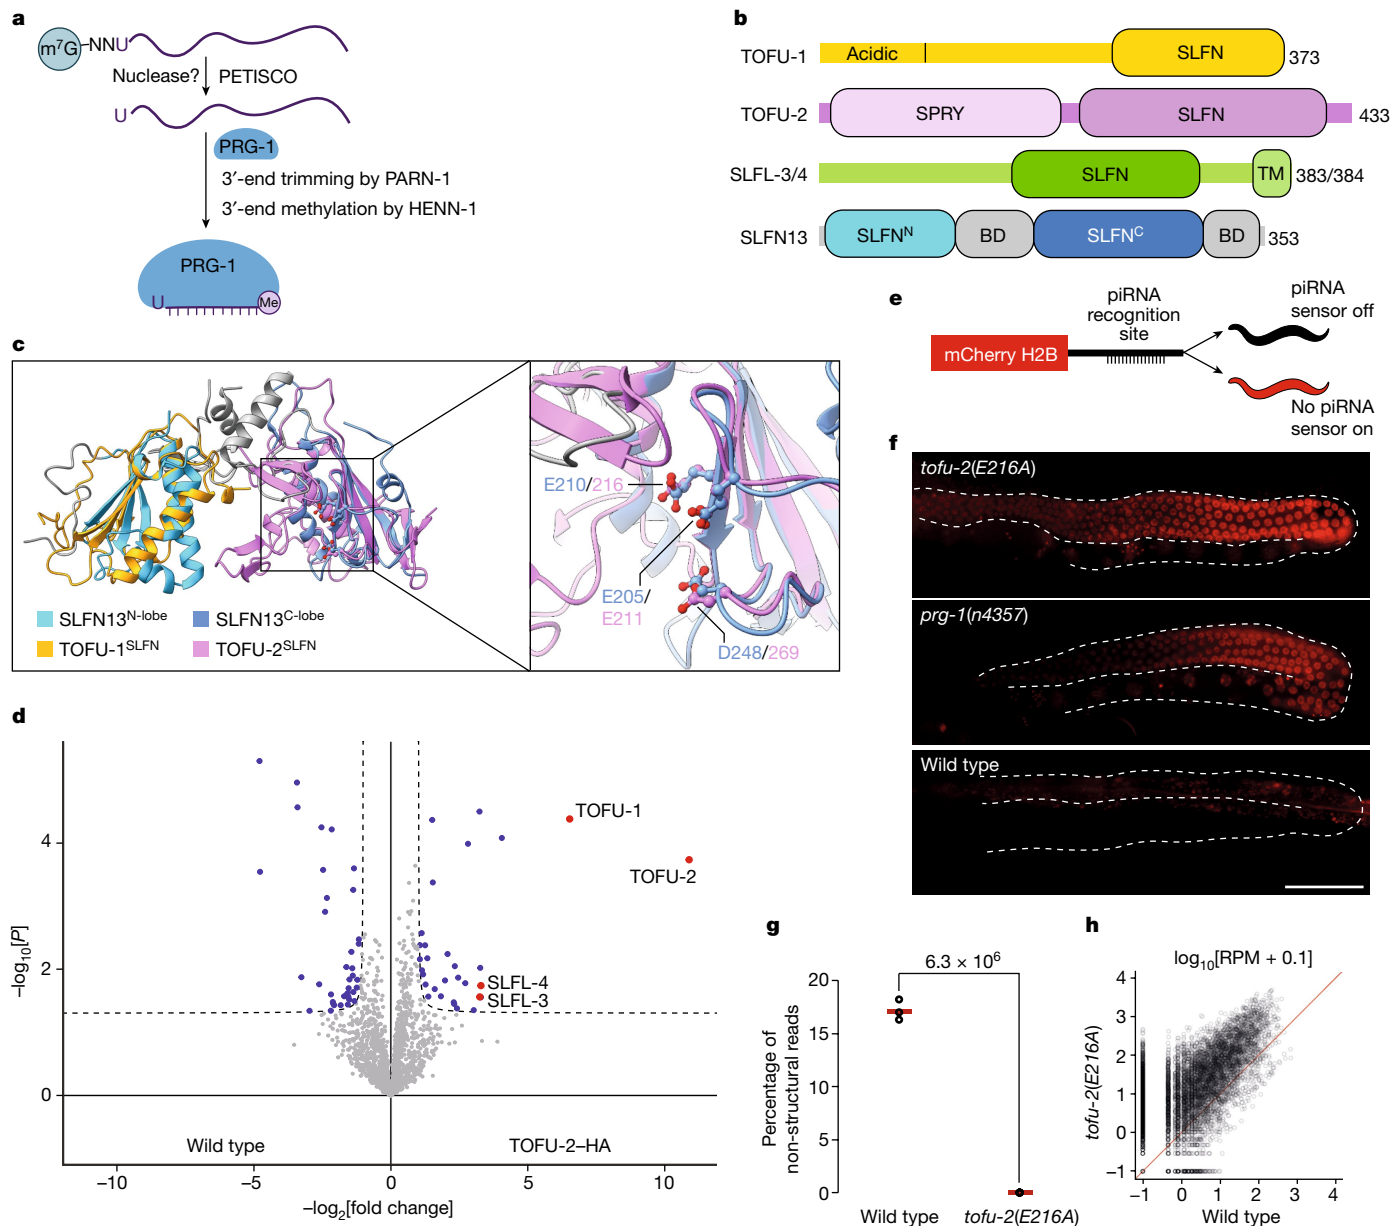 a
m⁷G
NNU
Nuclease?
PETISCO
U
PRG-1
3′-end trimming by PARN-1
3′-end methylation by HENN-1
PRG-1
U
Me
b
TOFU-1
Acidic
SLFN
373
TOFU-2
SPRY
SLFN
433
SLFL-3/4
SLFN
TM
383/384
SLFN13
SLFNᴺ
BD
SLFNᶜ
BD
353
c
E210/216
E205/
E211
D248/269
SLFN13ᴺ⁻ˡᵒᵇᵉ
SLFN13ᶜ⁻ˡᵒᵇᵉ
TOFU-1ˢᴸᶠᴺ
TOFU-2ˢᴸᶠᴺ
d
TOFU-1
TOFU-2
SLFL-4
SLFL-3
4
2
0
−log₁₀[P]
Wild type
TOFU-2–HA
−10
−5
0
5
10
−log₂[fold change]
e
mCherry H2B
piRNA
recognition
site
piRNA
sensor off
No piRNA
sensor on
f
tofu-2(E216A)
prg-1(n4357)
Wild type
g
6.3 × 10⁶
20
15
10
5
0
Percentage of
non-structural reads
Wild type
tofu-2(E216A)
h
log₁₀[RPM + 0.1]
4
3
2
1
0
−1
tofu-2(E216A)
−1
0
1
2
3
4
Wild type